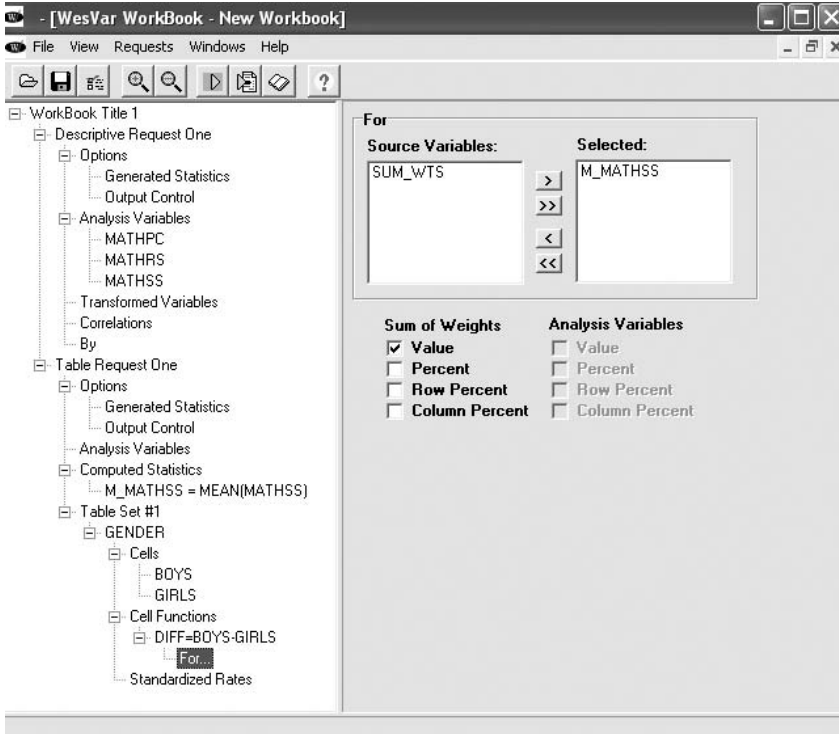 - [WesVar WorkBook - New Workbook]
File View Requests Windows Help
WorkBook Title 1
Descriptive Request One
Options
Generated Statistics
Output Control
Analysis Variables
MATHPC
MATHRS
MATHSS
Transformed Variables
Correlations
By
Table Request One
Options
Generated Statistics
Output Control
Analysis Variables
Computed Statistics
M_MATHSS = MEAN(MATHSS)
Table Set #1
GENDER
Cells
BOYS
GIRLS
Cell Functions
DIFF=BOYS-GIRLS
For...
Standardized Rates
For
Source Variables: Selected:
SUM_WTS M_MATHSS
>
>>
<
<<
Sum of Weights Analysis Variables
Value Value
Percent Percent
Row Percent Row Percent
Column Percent Column Percent